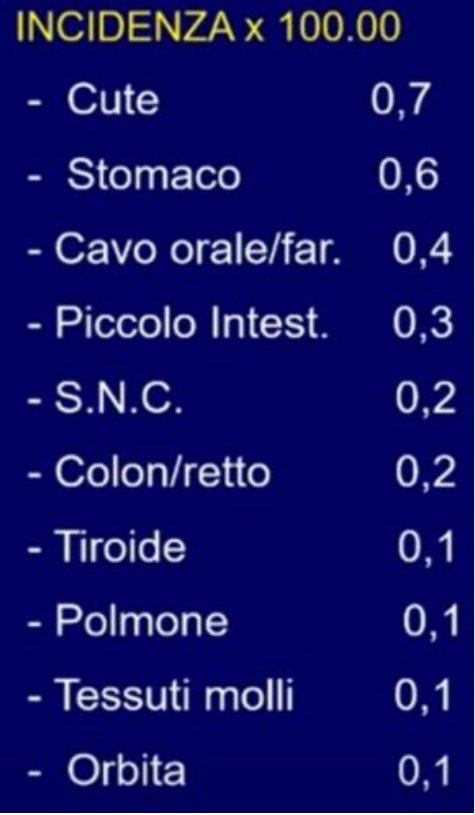 INCIDENZA x 100.00
- Cute 0,7
- Stomaco 0,6
- Cavo orale/far. 0,4
- Piccolo Intest. 0,3
- S.N.C. 0,2
- Colon/retto 0,2
- Tiroide 0,1
- Polmone 0,1
- Tessuti molli 0,1
- Orbita 0,1